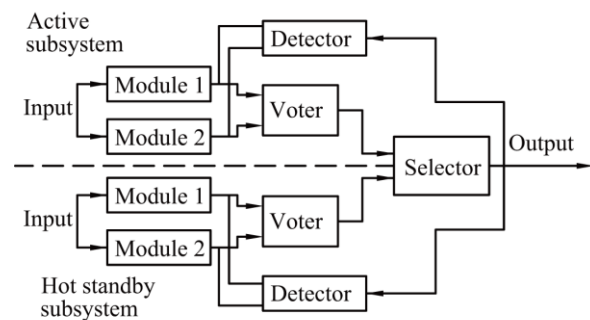 Active
subsystem
Detector
Module 1
Input
Voter
Module 2
Output
Selector
Module 1
Input
Voter
Module 2
Hot standby
subsystem
Detector